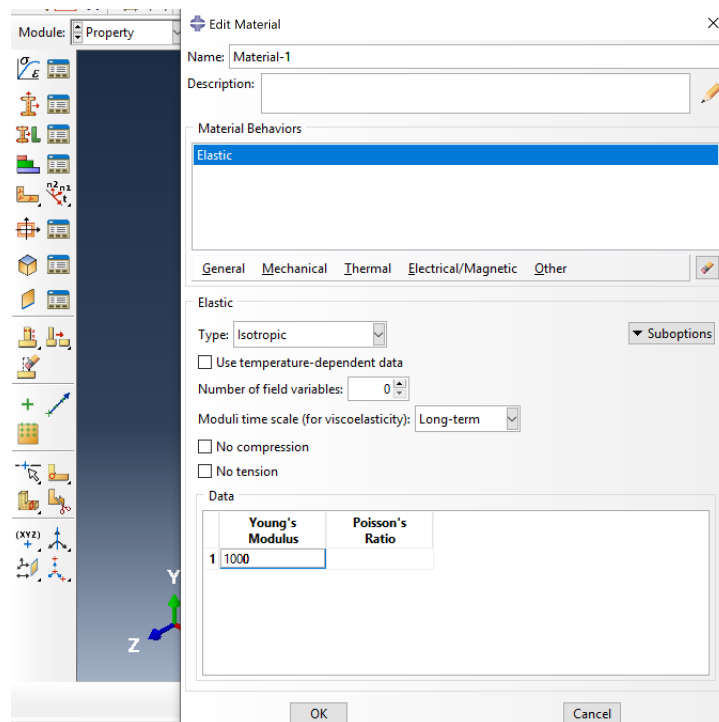 Module: Property
Edit Material
Name: Material-1
Description:
Material Behaviors
Elastic
General Mechanical Thermal Electrical/Magnetic Other
Elastic
Type: Isotropic
Suboptions
Use temperature-dependent data
Number of field variables: 0
Moduli time scale (for viscoelasticity): Long-term
No compression
No tension
Data
Young's Poisson's
Modulus Ratio
1 1000
OK Cancel
σ
ε
n2 n1
t
(XYZ)
Y
Z